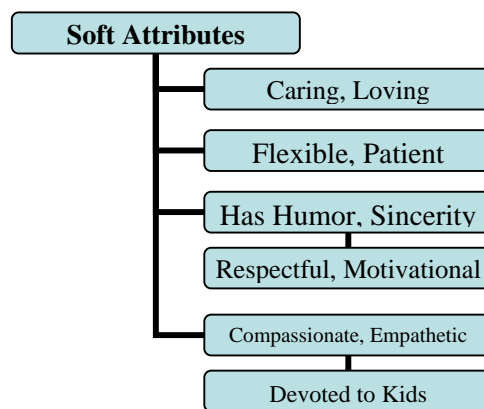 Soft Attributes
Caring, Loving
Flexible, Patient
Has Humor, Sincerity
Respectful, Motivational
Compassionate, Empathetic
Devoted to Kids